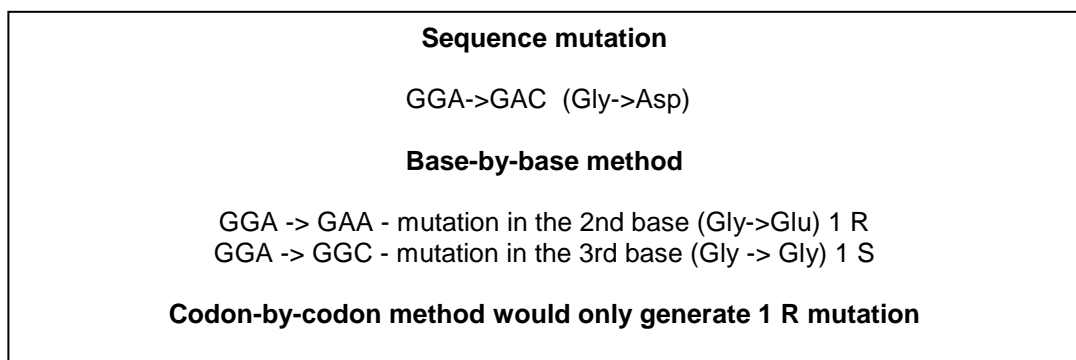 Sequence mutation
GGA->GAC (Gly->Asp)
Base-by-base method
GGA -> GAA - mutation in the 2nd base (Gly->Glu) 1 R
GGA -> GGC - mutation in the 3rd base (Gly -> Gly) 1 S
Codon-by-codon method would only generate 1 R mutation